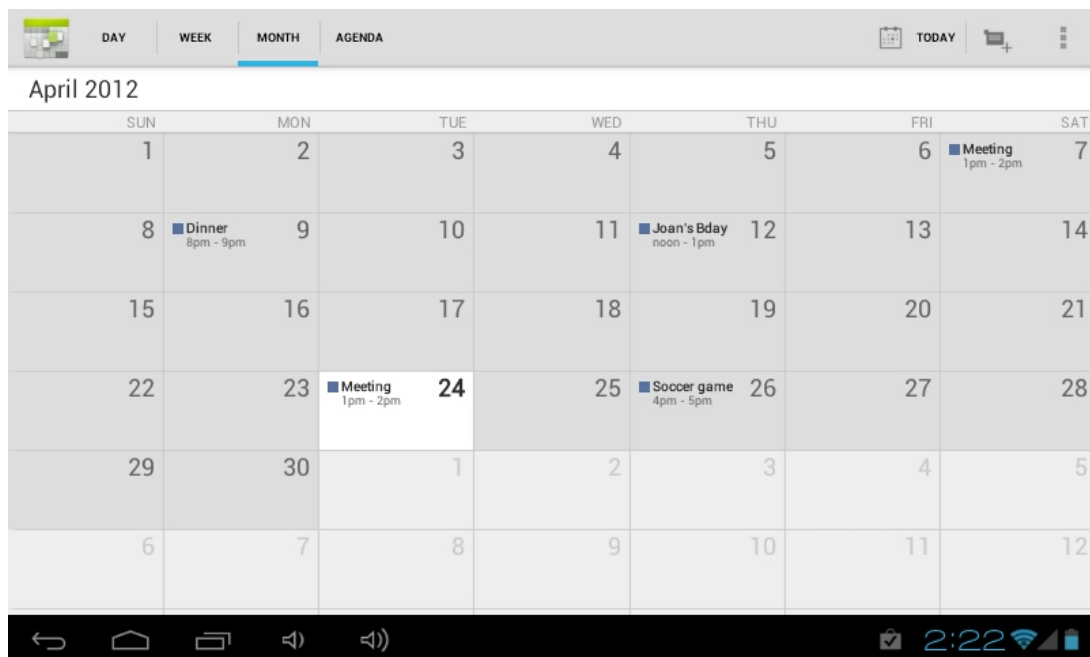 DAY WEEK MONTH AGENDA TODAY
April 2012
SUN MON TUE WED THU FRI SAT
1 2 3 4 5 6 Meeting 7
1pm - 2pm
8 Dinner 9 10 11 Joan's Bday 12 13 14
8pm - 9pm noon - 1pm
15 16 17 18 19 20 21
22 23 Meeting 24 25 Soccer game 26 27 28
1pm - 2pm 4pm - 5pm
29 30 1 2 3 4 5
6 7 8 9 10 11 12
2:22